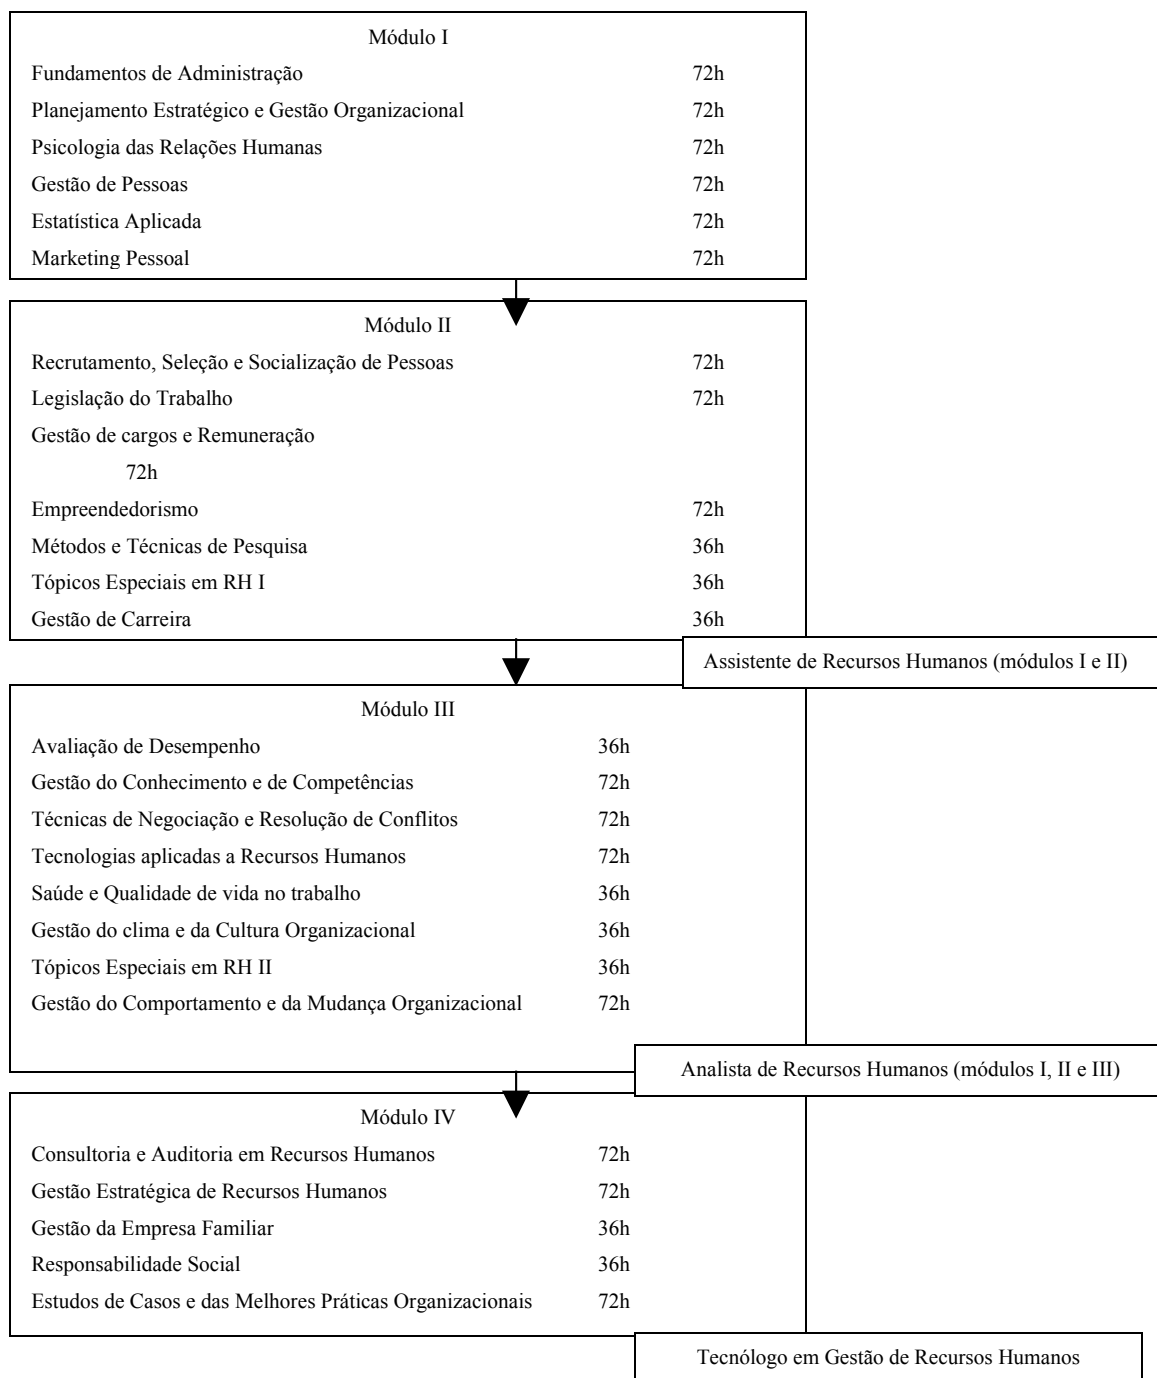 Módulo I
Fundamentos de Administração 72h
Planejamento Estratégico e Gestão Organizacional 72h
Psicologia das Relações Humanas 72h
Gestão de Pessoas 72h
Estatística Aplicada 72h
Marketing Pessoal 72h
Módulo II
Recrutamento, Seleção e Socialização de Pessoas 72h
Legislação do Trabalho 72h
Gestão de cargos e Remuneração
72h
Empreendedorismo 72h
Métodos e Técnicas de Pesquisa 36h
Tópicos Especiais em RH I 36h
Gestão de Carreira 36h
Assistente de Recursos Humanos (módulos I e II)
Módulo III
Avaliação de Desempenho 36h
Gestão do Conhecimento e de Competências 72h
Técnicas de Negociação e Resolução de Conflitos 72h
Tecnologias aplicadas a Recursos Humanos 72h
Saúde e Qualidade de vida no trabalho 36h
Gestão do clima e da Cultura Organizacional 36h
Tópicos Especiais em RH II 36h
Gestão do Comportamento e da Mudança Organizacional 72h
Analista de Recursos Humanos (módulos I, II e III)
Módulo IV
Consultoria e Auditoria em Recursos Humanos 72h
Gestão Estratégica de Recursos Humanos 72h
Gestão da Empresa Familiar 36h
Responsabilidade Social 36h
Estudos de Casos e das Melhores Práticas Organizacionais 72h
Tecnólogo em Gestão de Recursos Humanos